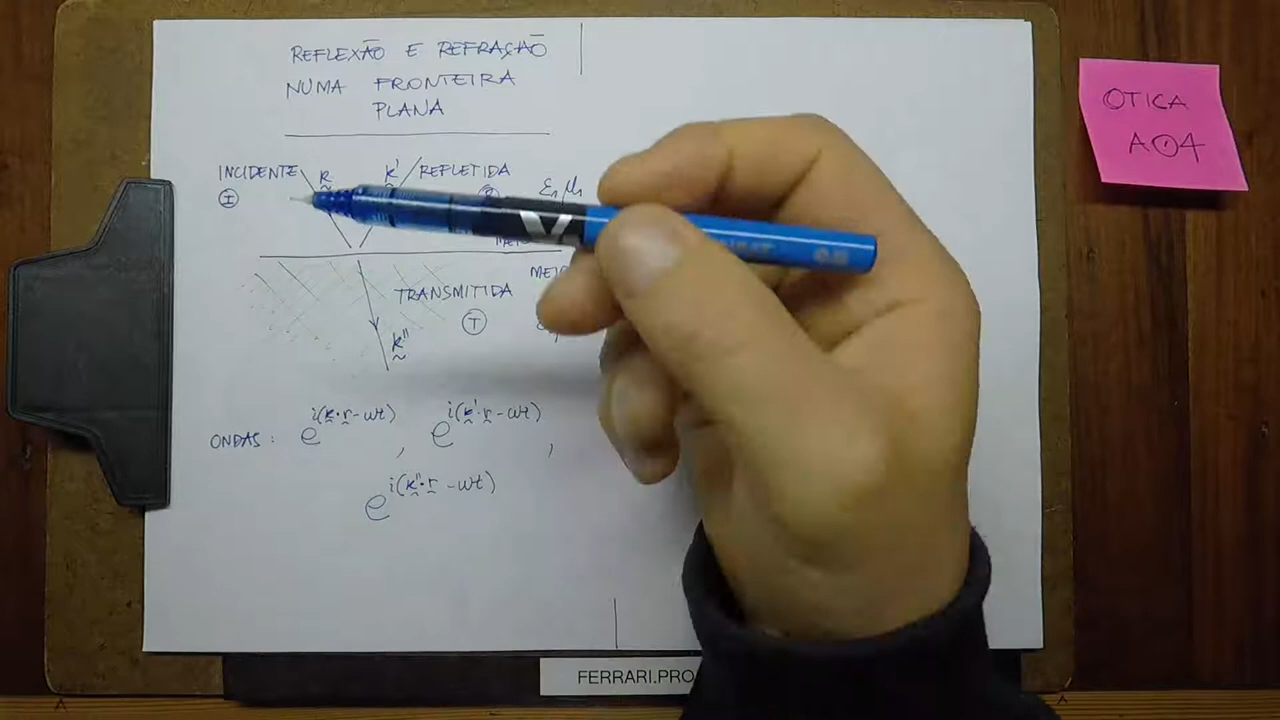 REFLEXÃO E REFRAÇÃO
NUMA FRONTEIRA
PLANA
INCIDENTE k k' REFLETIDA
I ε₁ μ₁
TRANSMITIDA
T
k''
ONDAS: e^{i(k·r-ωt)}, e^{i(k'·r-ωt)},
e^{i(k''·r-ωt)}
OTICA
A04
FERRARI.PRO